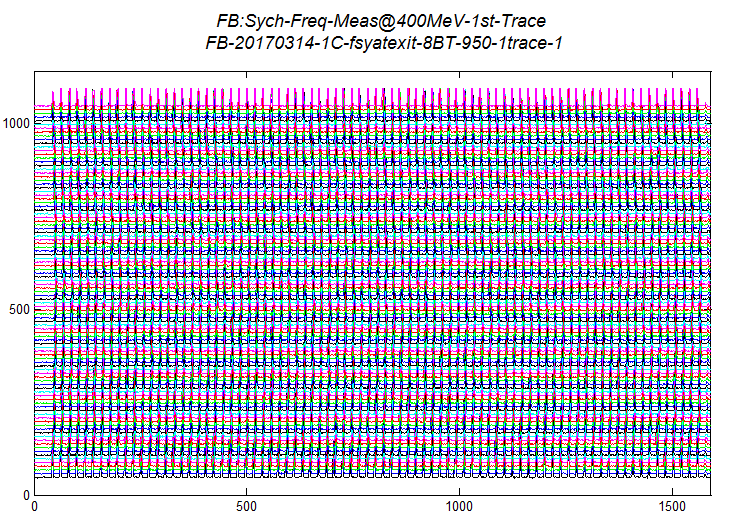 FB:Sych-Freq-Meas@400MeV-1st-Trace
FB-20170314-1C-fsyatexit-8BT-950-1trace-1
1000
500
0
0 500 1000 1500